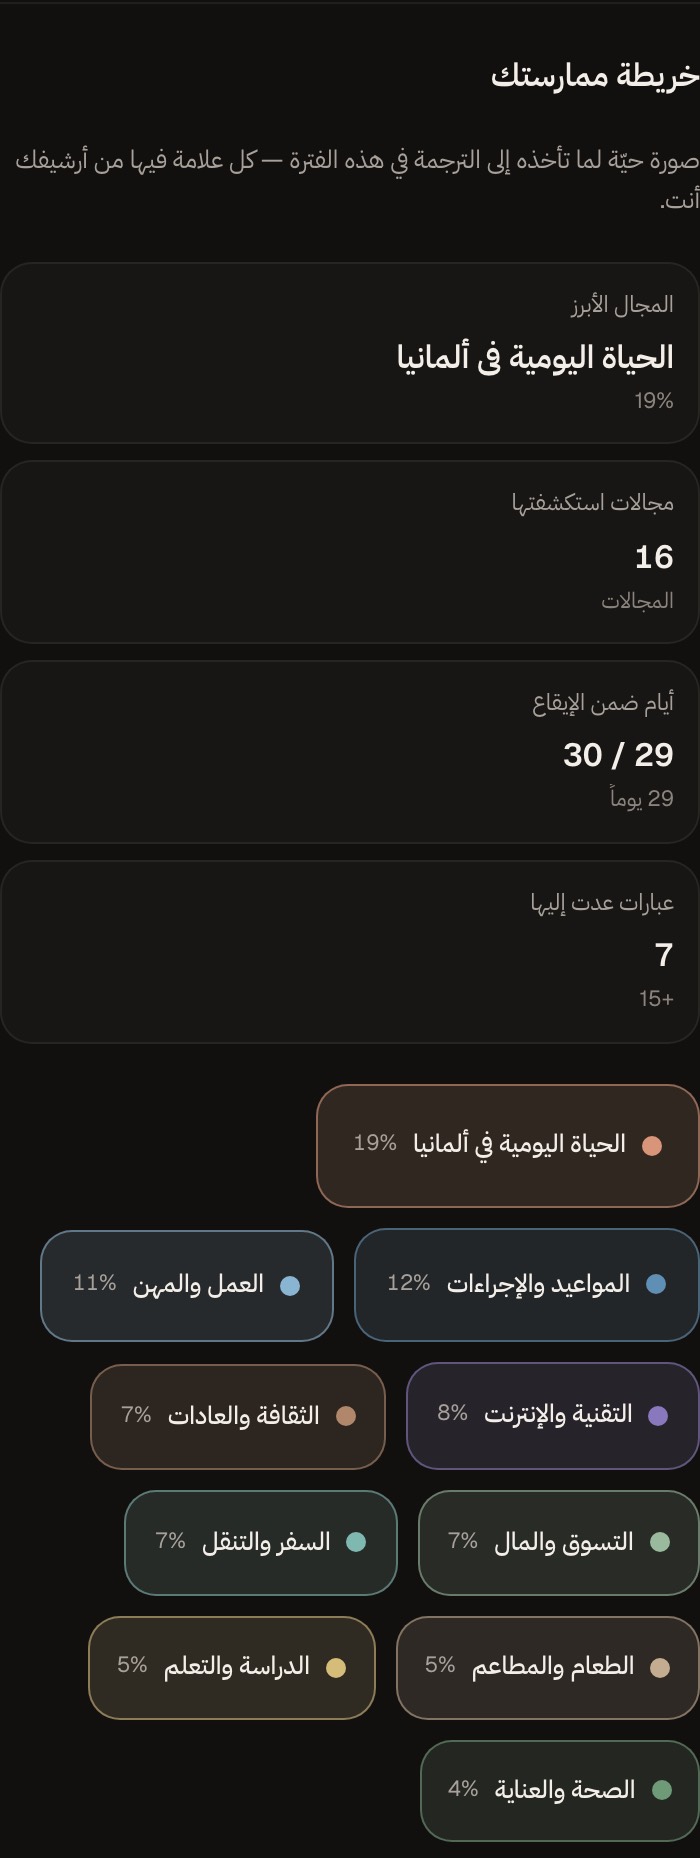 خريطة ممارستك
صورة حيّة لما تأخذه إلى الترجمة في هذه الفترة — كل علامة فيها من أرشيفك
أنت.
المجال الأبرز
الحياة اليومية في ألمانيا
19%
مجالات استكشفتها
16
المجالات
أيام ضمن الإيقاع
29 / 30
29 يوماً
عبارات عدت إليها
7
+15
الحياة اليومية في ألمانيا 19%
المواعيد والإجراءات 12% العمل والمهن 11%
التقنية والإنترنت 8% الثقافة والعادات 7%
التسوق والمال 7% السفر والتنقل 7%
الطعام والمطاعم 5% الدراسة والتعلم 5%
الصحة والعناية 4%